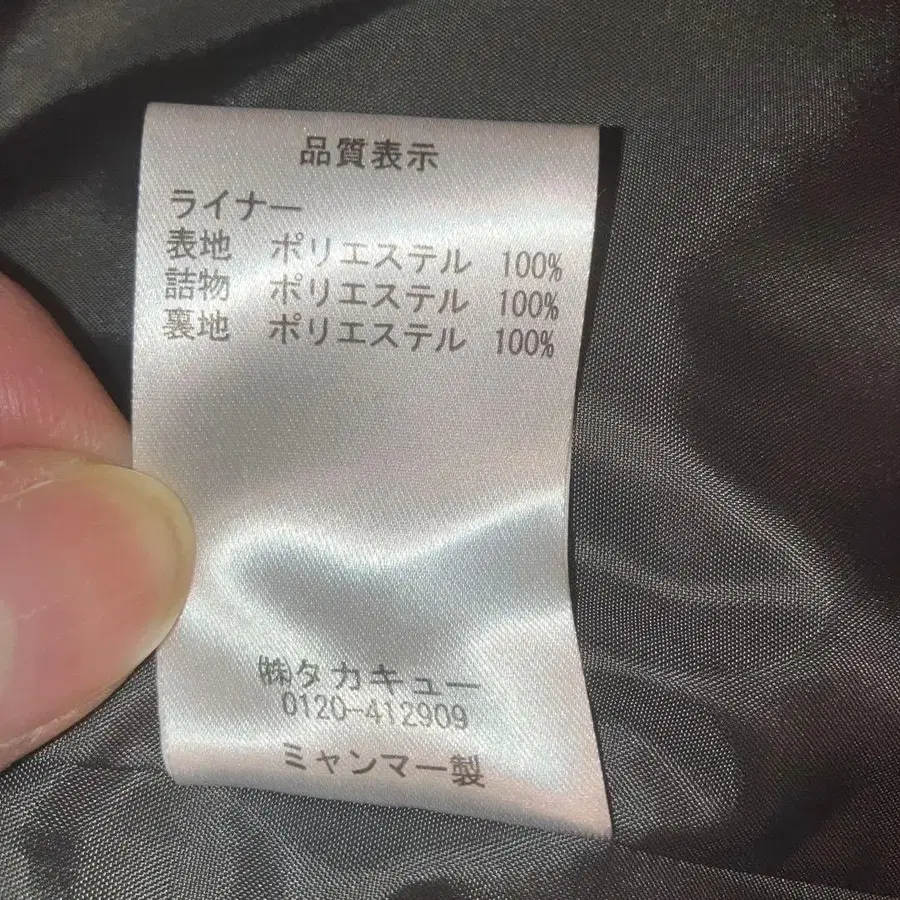 品質表示
ライナー
表地 ポリエステル 100%
詰物 ポリエステル 100%
裏地 ポリエステル 100%
㈱タカキュー
0120-412909
ミャンマー製